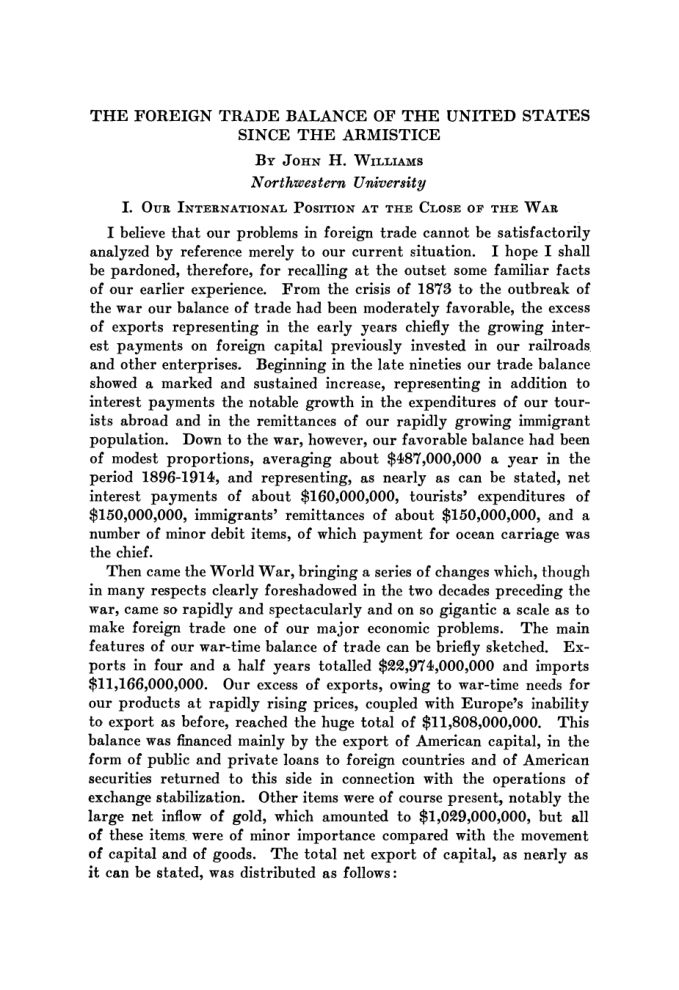 THE FOREIGN TRADE BALANCE OF THE UNITED STATES
SINCE THE ARMISTICE
By John H. Williams
Northwestern University
I. Our International Position at the Close of the War
I believe that our problems in foreign trade cannot be satisfactorily
analyzed by reference merely to our current situation. I hope I shall
be pardoned, therefore, for recalling at the outset some familiar facts
of our earlier experience. From the crisis of 1873 to the outbreak of
the war our balance of trade had been moderately favorable, the excess
of exports representing in the early years chiefly the growing inter-
est payments on foreign capital previously invested in our railroads
and other enterprises. Beginning in the late nineties our trade balance
showed a marked and sustained increase, representing in addition to
interest payments the notable growth in the expenditures of our tour-
ists abroad and in the remittances of our rapidly growing immigrant
population. Down to the war, however, our favorable balance had been
of modest proportions, averaging about $487,000,000 a year in the
period 1896-1914, and representing, as nearly as can be stated, net
interest payments of about $160,000,000, tourists' expenditures of
$150,000,000, immigrants' remittances of about $150,000,000, and a
number of minor debit items, of which payment for ocean carriage was
the chief.
Then came the World War, bringing a series of changes which, though
in many respects clearly foreshadowed in the two decades preceding the
war, came so rapidly and spectacularly and on so gigantic a scale as to
make foreign trade one of our major economic problems. The main
features of our war-time balance of trade can be briefly sketched. Ex-
ports in four and a half years totalled $22,974,000,000 and imports
$11,166,000,000. Our excess of exports, owing to war-time needs for
our products at rapidly rising prices, coupled with Europe's inability
to export as before, reached the huge total of $11,808,000,000. This
balance was financed mainly by the export of American capital, in the
form of public and private loans to foreign countries and of American
securities returned to this side in connection with the operations of
exchange stabilization. Other items were of course present, notably the
large net inflow of gold, which amounted to $1,029,000,000, but all
of these items were of minor importance compared with the movement
of capital and of goods. The total net export of capital, as nearly as
it can be stated, was distributed as follows: